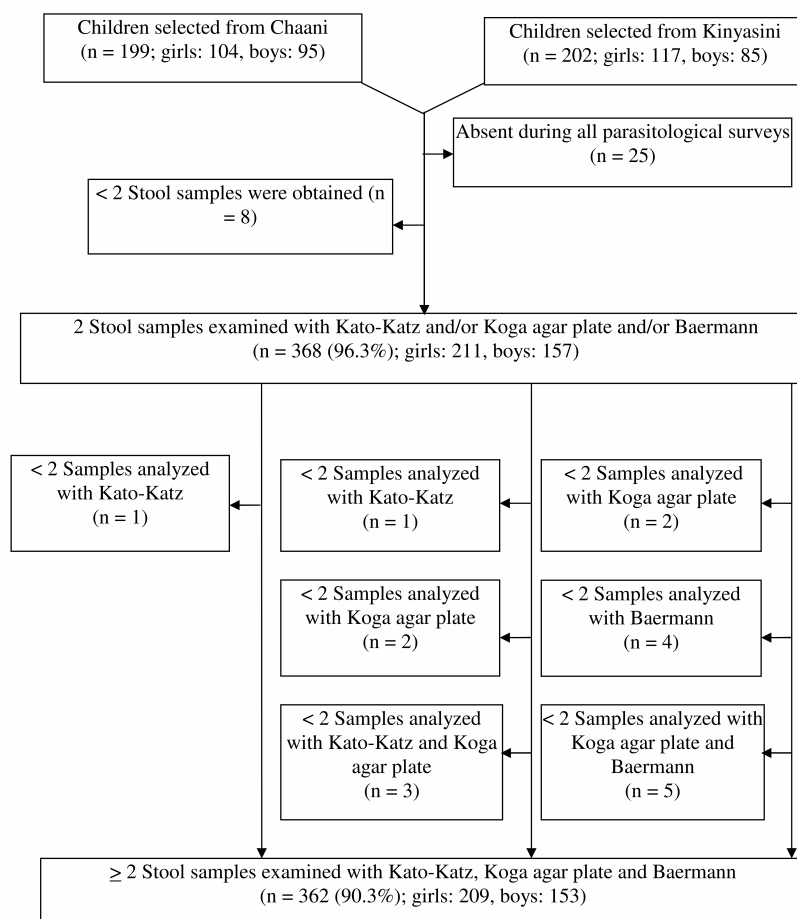 Children selected from Chaani
(n = 199; girls: 104, boys: 95)
Children selected from Kinyasini
(n = 202; girls: 117, boys: 85)
Absent during all parasitological surveys
(n = 25)
< 2 Stool samples were obtained (n
= 8)
2 Stool samples examined with Kato-Katz and/or Koga agar plate and/or Baermann
(n = 368 (96.3%); girls: 211, boys: 157)
< 2 Samples analyzed
with Kato-Katz
(n = 1)
< 2 Samples analyzed
with Kato-Katz
(n = 1)
< 2 Samples analyzed
with Koga agar plate
(n = 2)
< 2 Samples analyzed
with Koga agar plate
(n = 2)
< 2 Samples analyzed
with Baermann
(n = 4)
< 2 Samples analyzed
with Kato-Katz and Koga
agar plate
(n = 3)
< 2 Samples analyzed with
Koga agar plate and
Baermann
(n = 5)
≥ 2 Stool samples examined with Kato-Katz, Koga agar plate and Baermann
(n = 362 (90.3%); girls: 209, boys: 153)